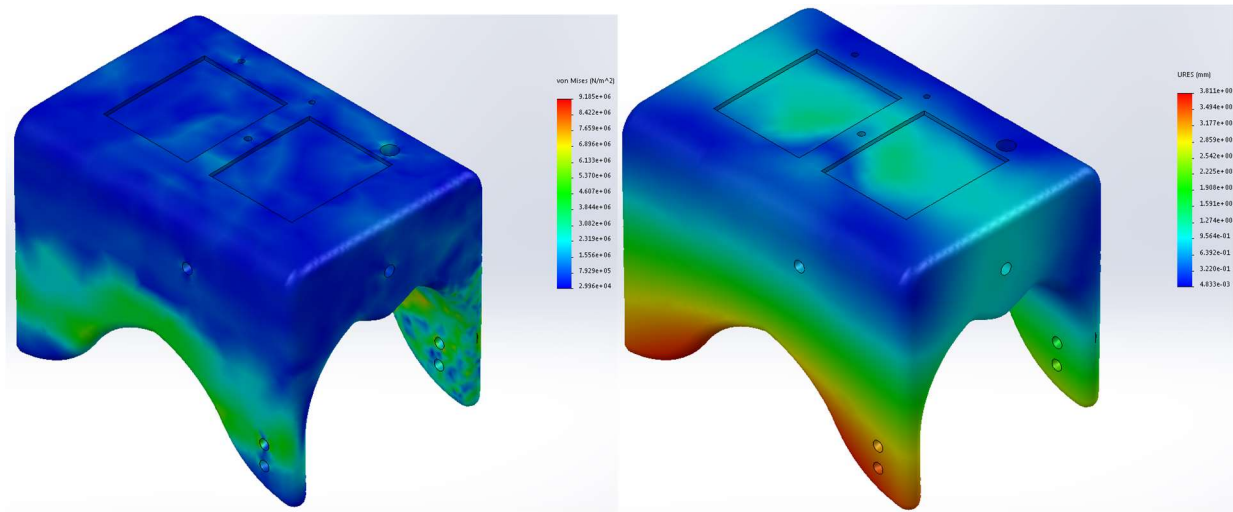 von Mises (N/m^2)
9.185e+06
8.422e+06
7.659e+06
6.896e+06
6.133e+06
5.370e+06
4.607e+06
3.844e+06
3.082e+06
2.319e+06
1.556e+06
7.929e+05
2.996e+04
URES (mm)
3.811e+00
3.494e+00
3.177e+00
2.859e+00
2.542e+00
2.225e+00
1.908e+00
1.591e+00
1.274e+00
9.564e-01
6.392e-01
3.220e-01
4.833e-03